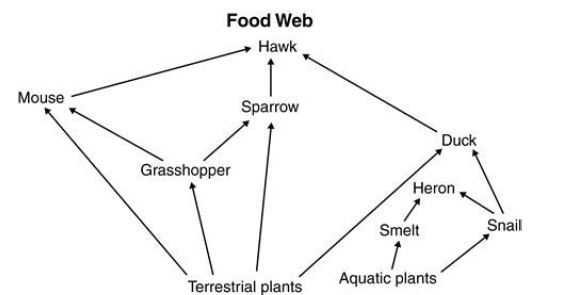 Food Web
Hawk
Mouse
Sparrow
Duck
Grasshopper
Heron
Snail
Smelt
Aquatic plants
Terrestrial plants